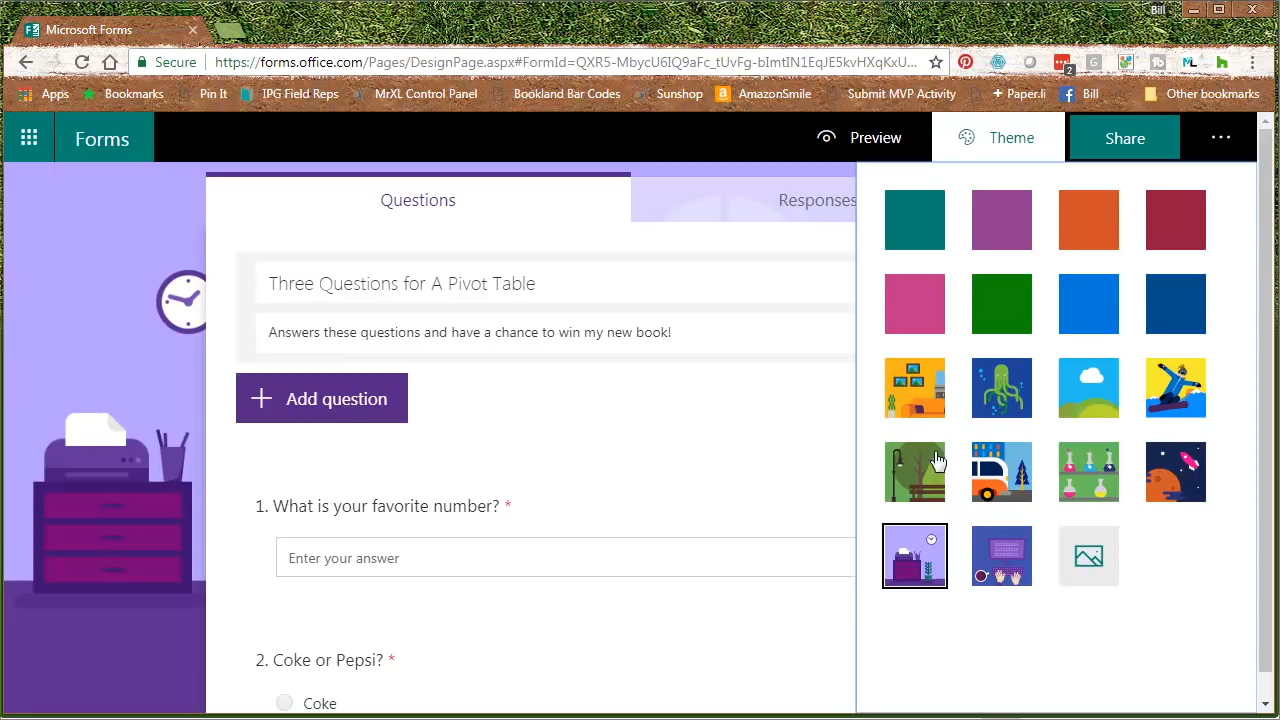 Bill
Microsoft Forms
Secure https://forms.office.com/Pages/DesignPage.aspx#FormId=QXR5-MbycU6IQ9aFc_tUvFg-bImtIN1EqJE5kvHXqKxU...
2
Apps Bookmarks Pin It IPG Field Reps MrXL Control Panel Bookland Bar Codes Sunshop AmazonSmile Submit MVP Activity Paper.li Bill Other bookmarks
Forms Preview Theme Share ...
Questions Responses
Three Questions for A Pivot Table
Answers these questions and have a chance to win my new book!
+ Add question
1. What is your favorite number? *
Enter your answer
2. Coke or Pepsi? *
Coke